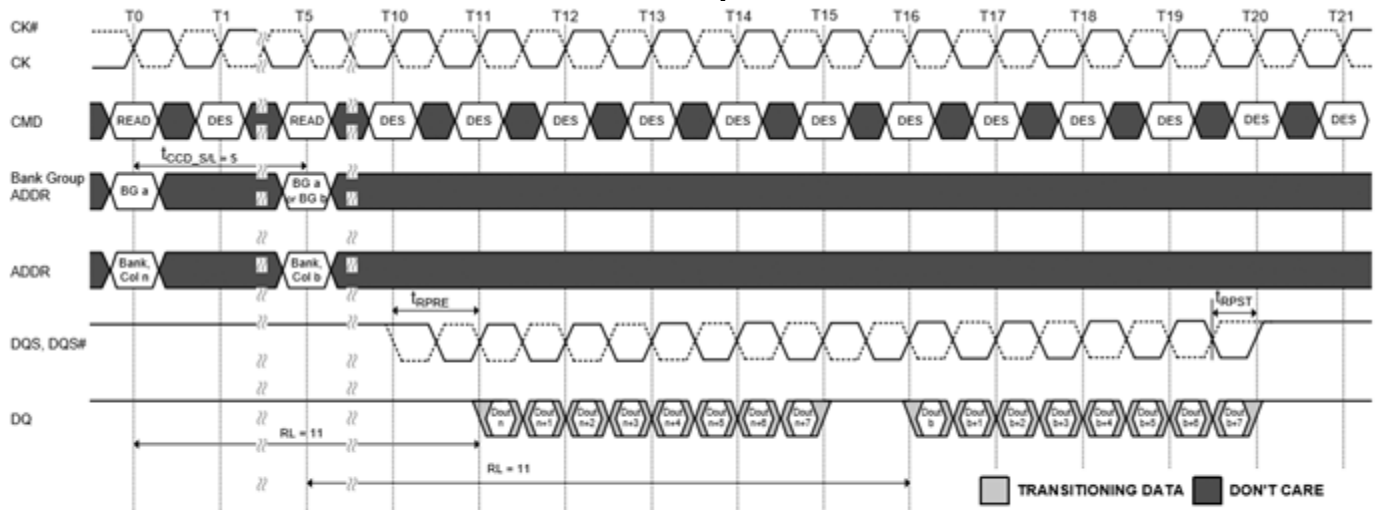 T0 T1 T5 T10 T11 T12 T13 T14 T15 T16 T17 T18 T19 T20 T21
CK#
CK
CMD READ DES READ DES DES DES DES DES DES DES DES DES DES DES DES
tCCD_S/L = 5
Bank Group
ADDR
BG a
BG a
or BG b
ADDR
Bank,
Col n
Bank,
Col b
tRPRE
tRPST
DQS, DQS#
DQ
Dout
n
Dout
n+1
Dout
n+2
Dout
n+3
Dout
n+4
Dout
n+5
Dout
n+6
Dout
n+7
Dout
b
Dout
b+1
Dout
b+2
Dout
b+3
Dout
b+4
Dout
b+5
Dout
b+6
Dout
b+7
RL = 11
RL = 11
TRANSITIONING DATA DON'T CARE